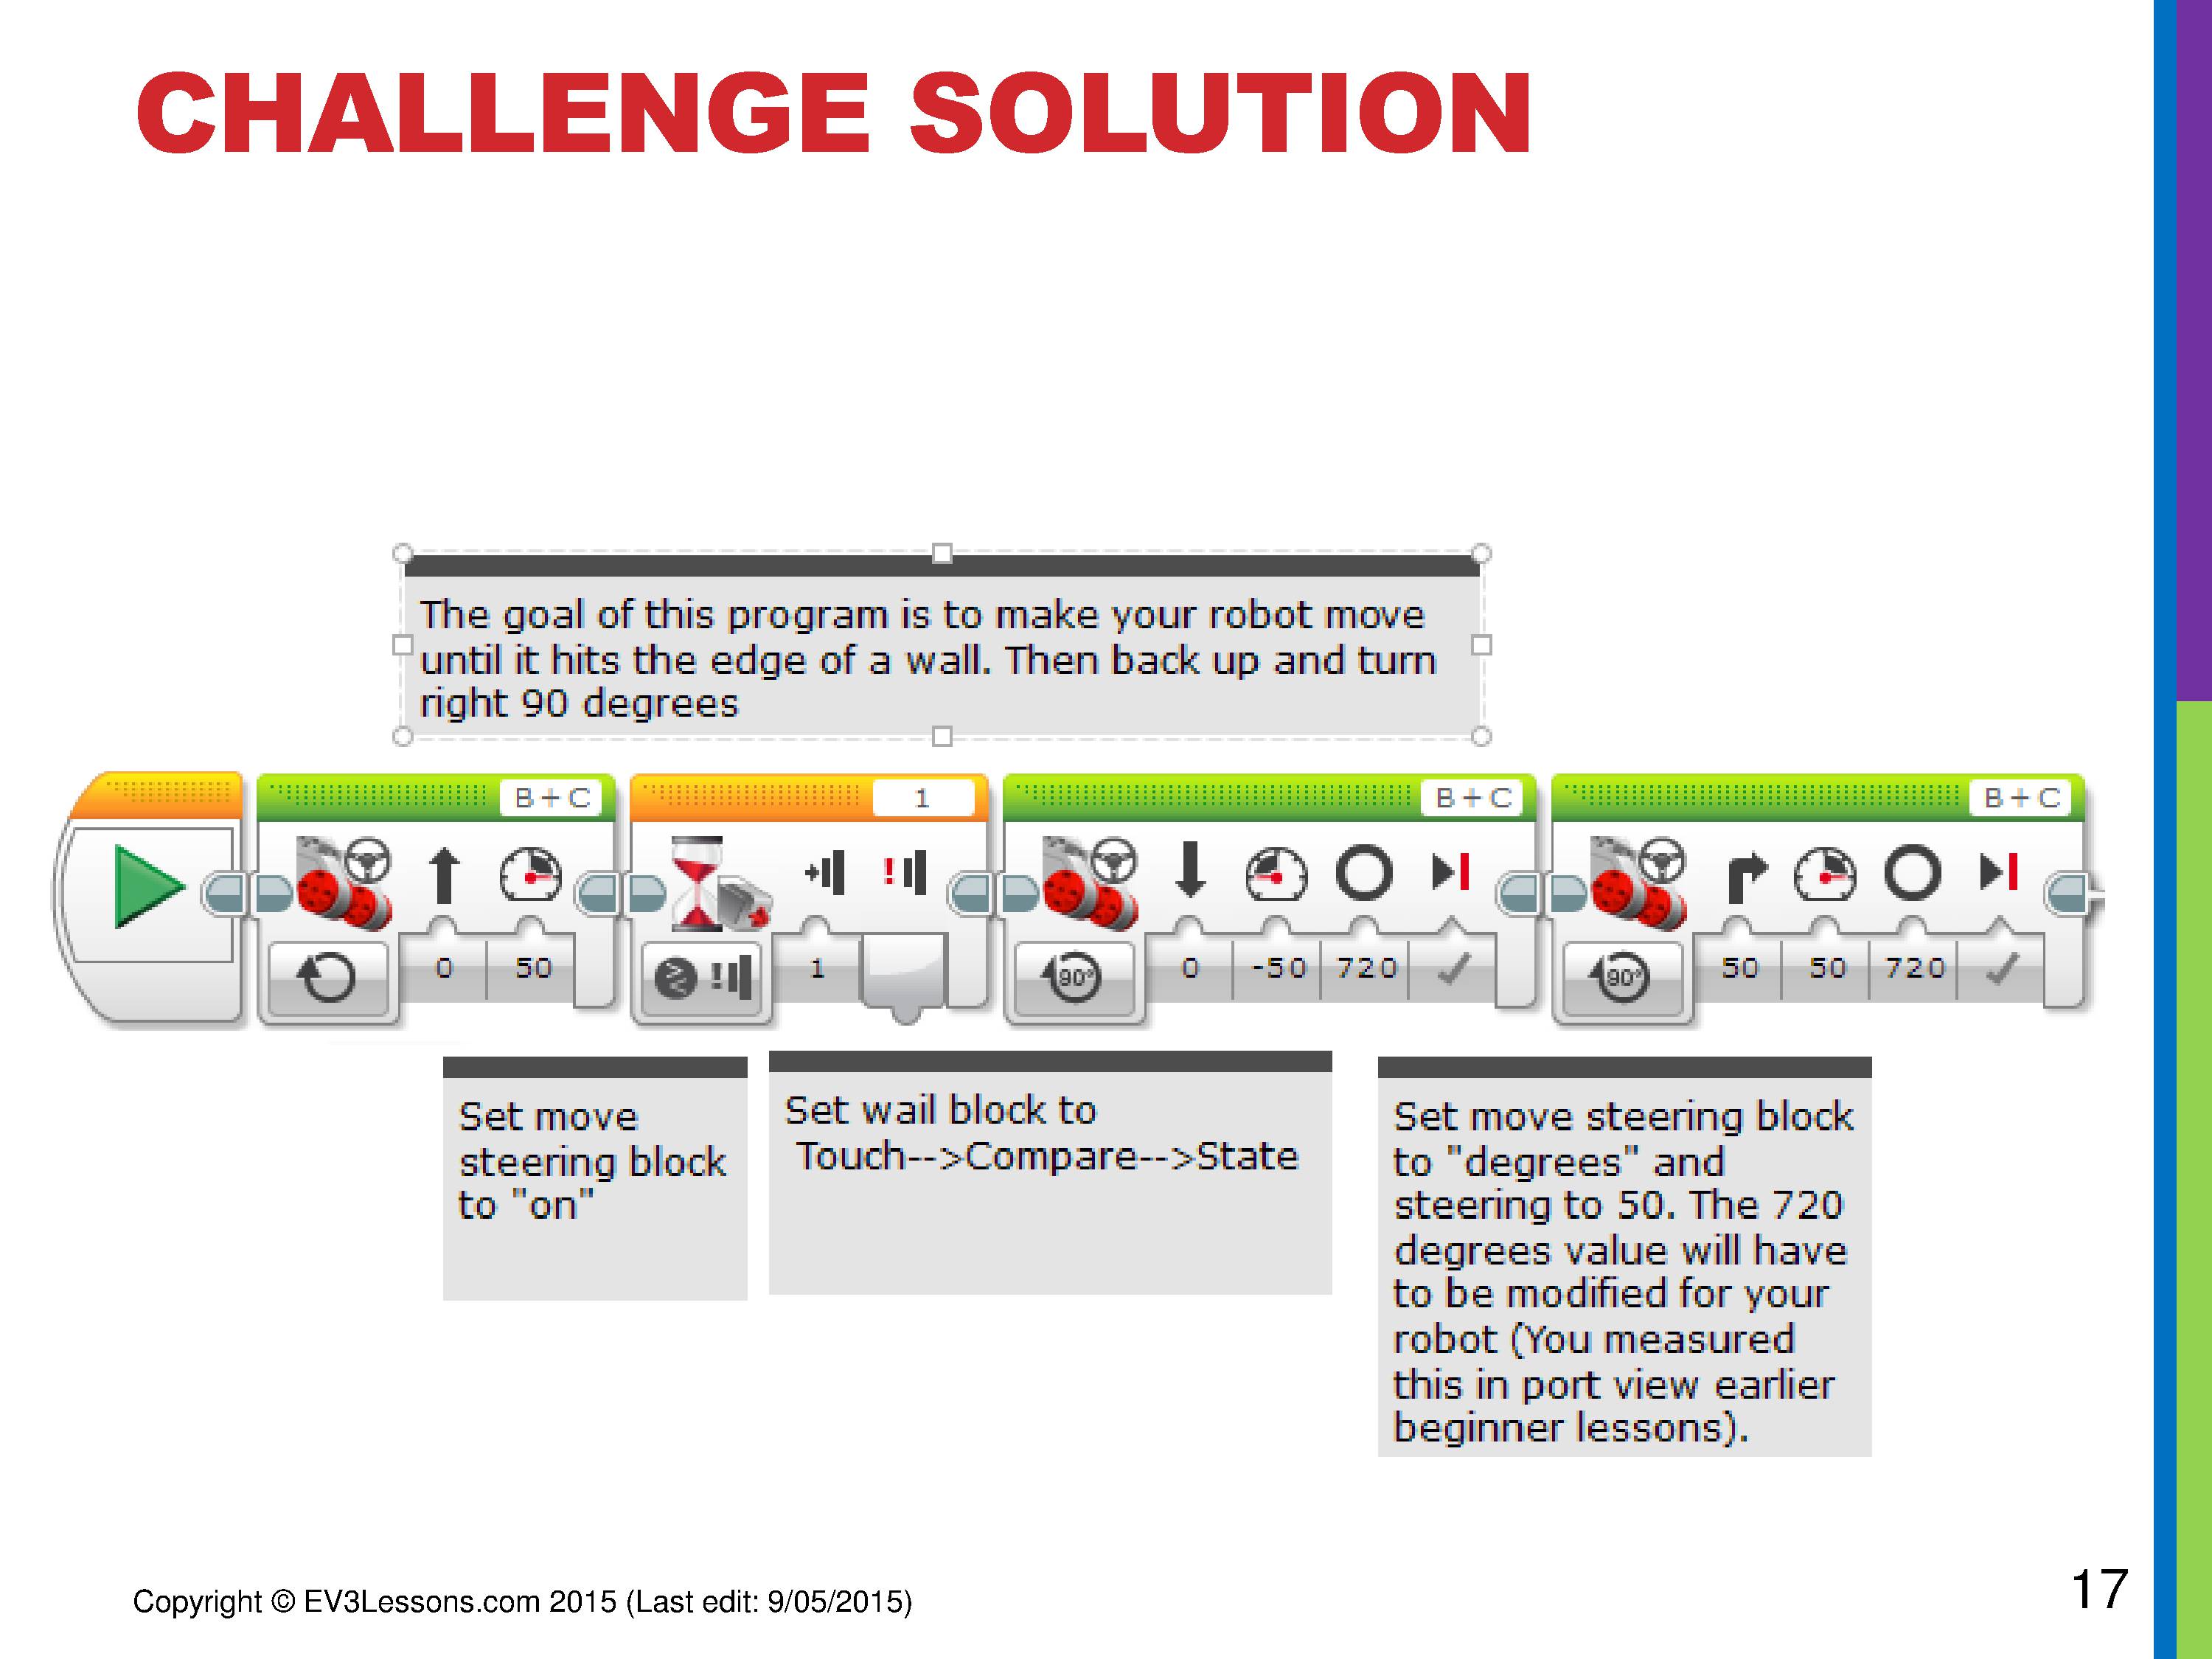 CHALLENGE SOLUTION
The goal of this program is to make your robot move
until it hits the edge of a wall. Then back up and turn
right 90 degrees
B+C
1
B+C
B+C
0 50
1
90° 0 -50 720
90° 50 50 720
Set move
steering block
to "on"
Set wail block to
Touch-->Compare-->State
Set move steering block
to "degrees" and
steering to 50. The 720
degrees value will have
to be modified for your
robot (You measured
this in port view earlier
beginner lessons).
Copyright © EV3Lessons.com 2015 (Last edit: 9/05/2015)
17